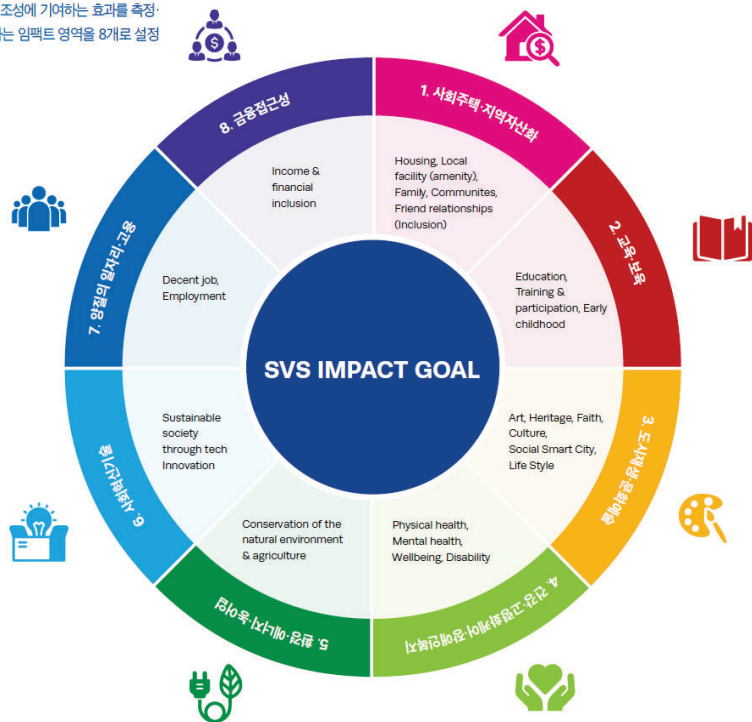 조성에 기여하는 효과를 측정·
하는 임팩트 영역을 8개로 설정
1. 사회주택·지역자산화
Housing, Local
facility (amenity),
Family, Communites,
Friend relationships
(Inclusion)
2. 교육·보육
Education,
Training &
participation, Early
childhood
3. 도시재생·문화예술
Art, Heritage, Faith,
Culture,
Social Smart City,
Life Style
4. 건강·고령화케어·장애인복지
Physical health,
Mental health,
Wellbeing, Disability
5. 환경·에너지·농어업
Conservation of the
natural environment
& agriculture
6. 사회혁신기술
Sustainable
society
through tech
Innovation
7. 양질의 일자리·고용
Decent job,
Employment
8. 금융접근성
Income &
financial
inclusion
SVS IMPACT GOAL